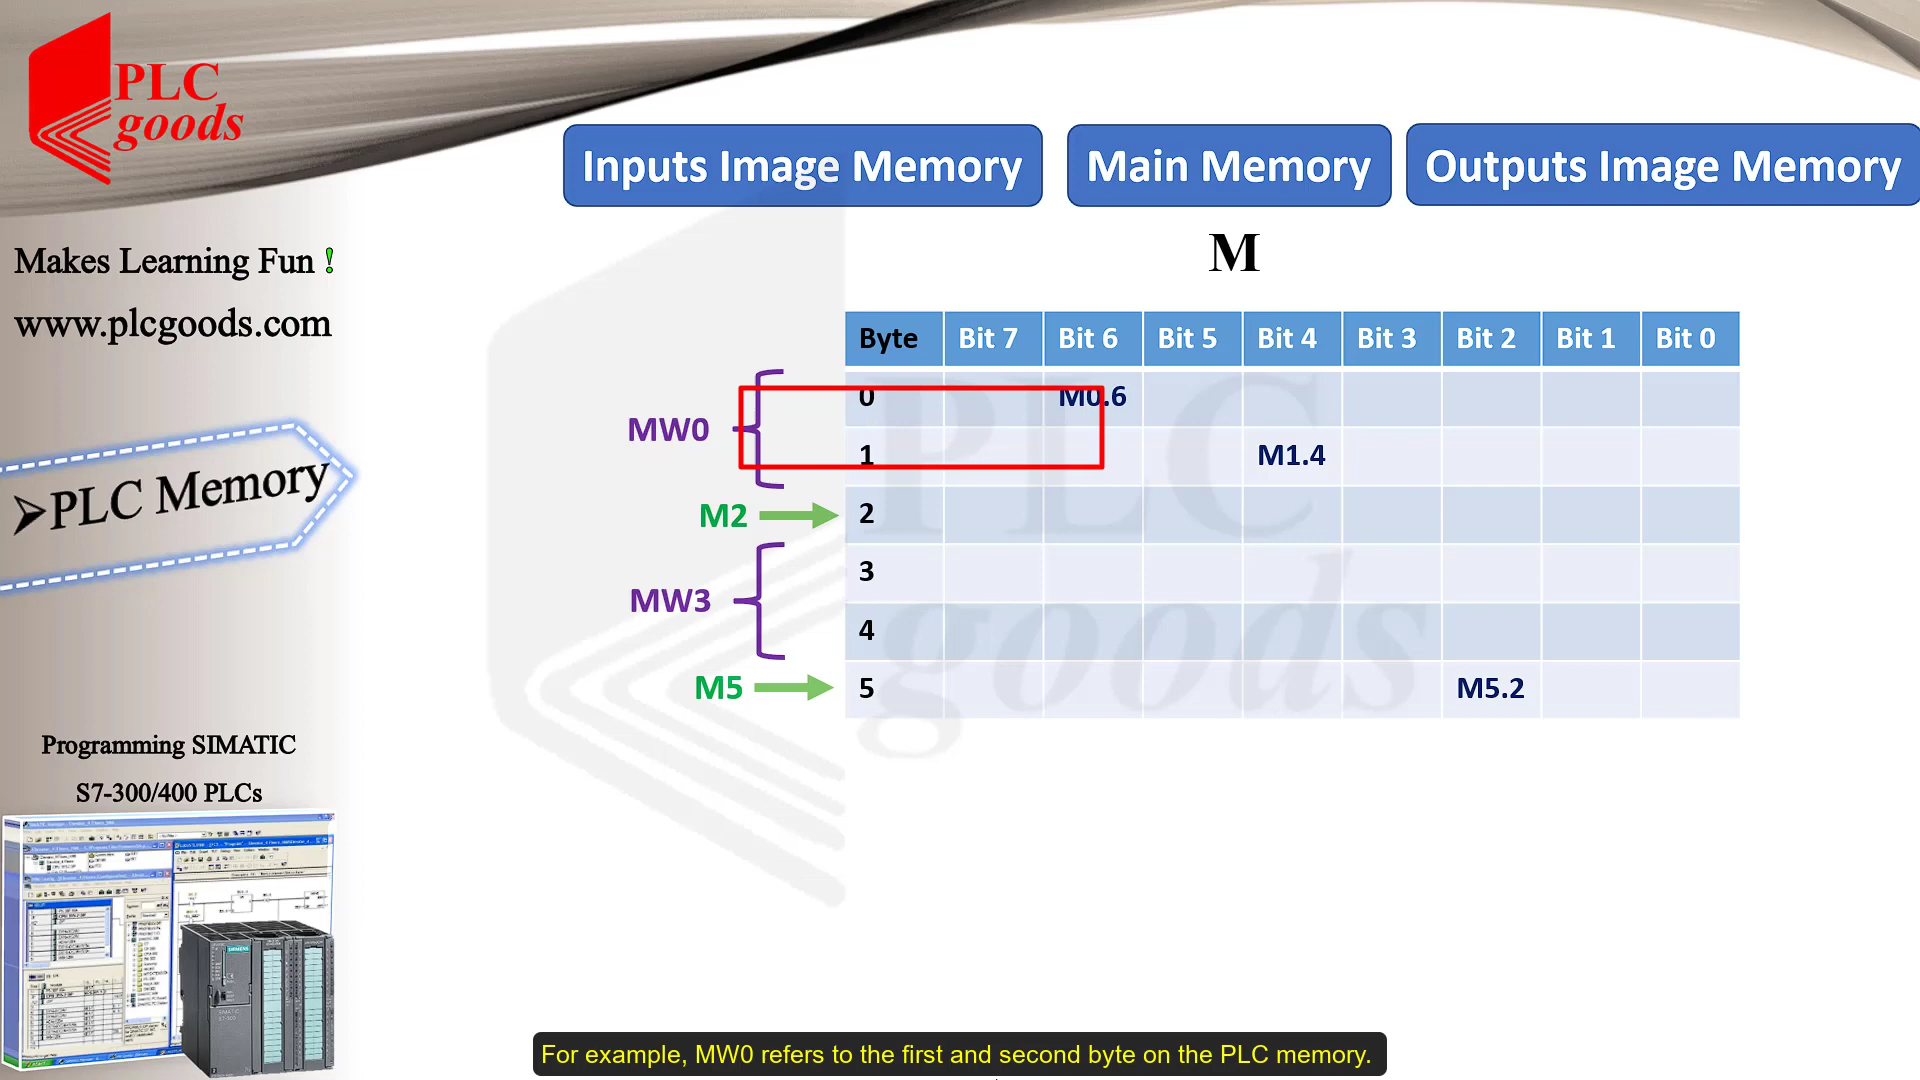 PLC
goods
Inputs Image Memory
Main Memory
Outputs Image Memory
M
Makes Learning Fun !
www.plcgoods.com
Byte Bit 7 Bit 6 Bit 5 Bit 4 Bit 3 Bit 2 Bit 1 Bit 0
0 M0.6
MW0
1 M1.4
M2 2
3
MW3
4
M5 5 M5.2
➢PLC Memory
PLC
goods
Programming SIMATIC
S7-300/400 PLCs
SIEMENS
For example, MW0 refers to the first and second byte on the PLC memory.